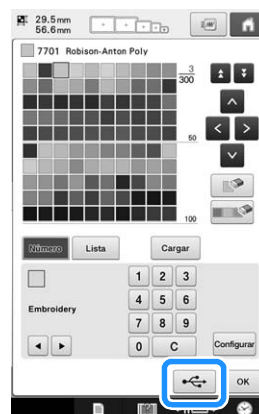 29.5mm
56.6mm
7701 Robison-Anton Poly
3
300
50
100
Número Lista Cargar
1 2 3
Embroidery
4 5 6
7 8 9
0 C Configurar
OK